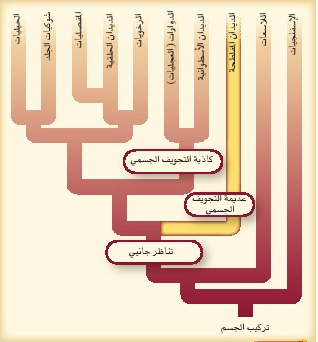 الإسفنجيات
اللاسعات
الديدان المفلطحة
الديدان الأسطوانية
الدوارات (العجليات)
الرخويات
الديدان الحلقية
المفصليات
شوكيات الجلد
الحبليات
كاذبة التجويف الجسمي
عديمة التجويف
الجسمي
تناظر جانبي
تركيب الجسم